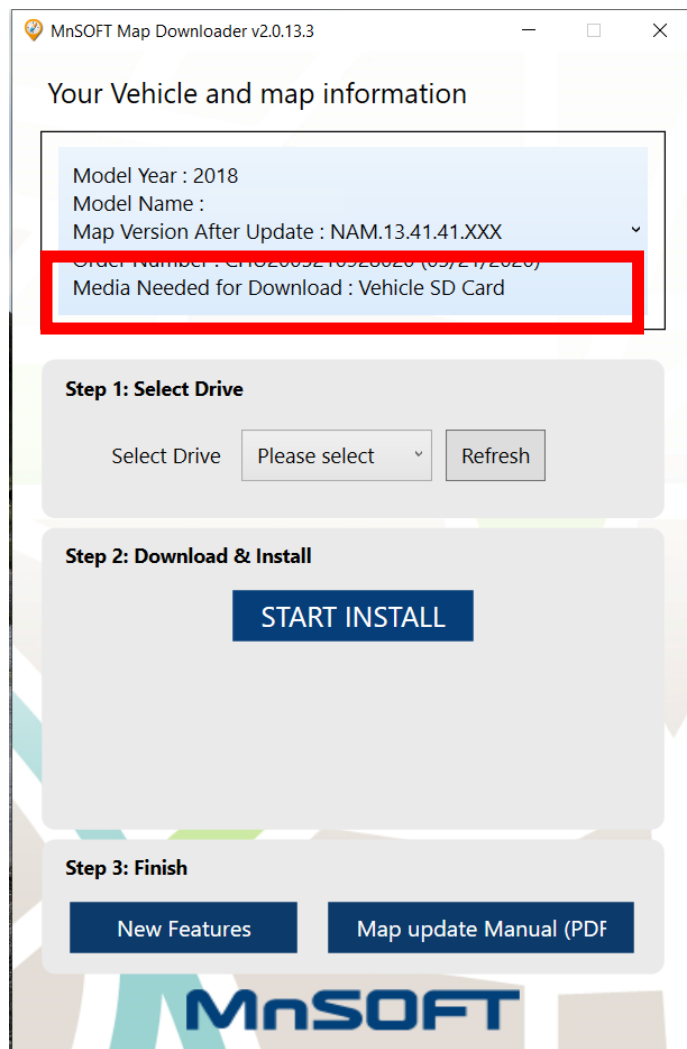 MnSOFT Map Downloader v2.0.13.3
Your Vehicle and map information
Model Year : 2018
Model Name :
Map Version After Update : NAM.13.41.41.XXX
Order Number :
Media Needed for Download : Vehicle SD Card
Step 1: Select Drive
Select Drive Please select Refresh
Step 2: Download & Install
START INSTALL
Step 3: Finish
New Features Map update Manual (PDF
MnSOFT